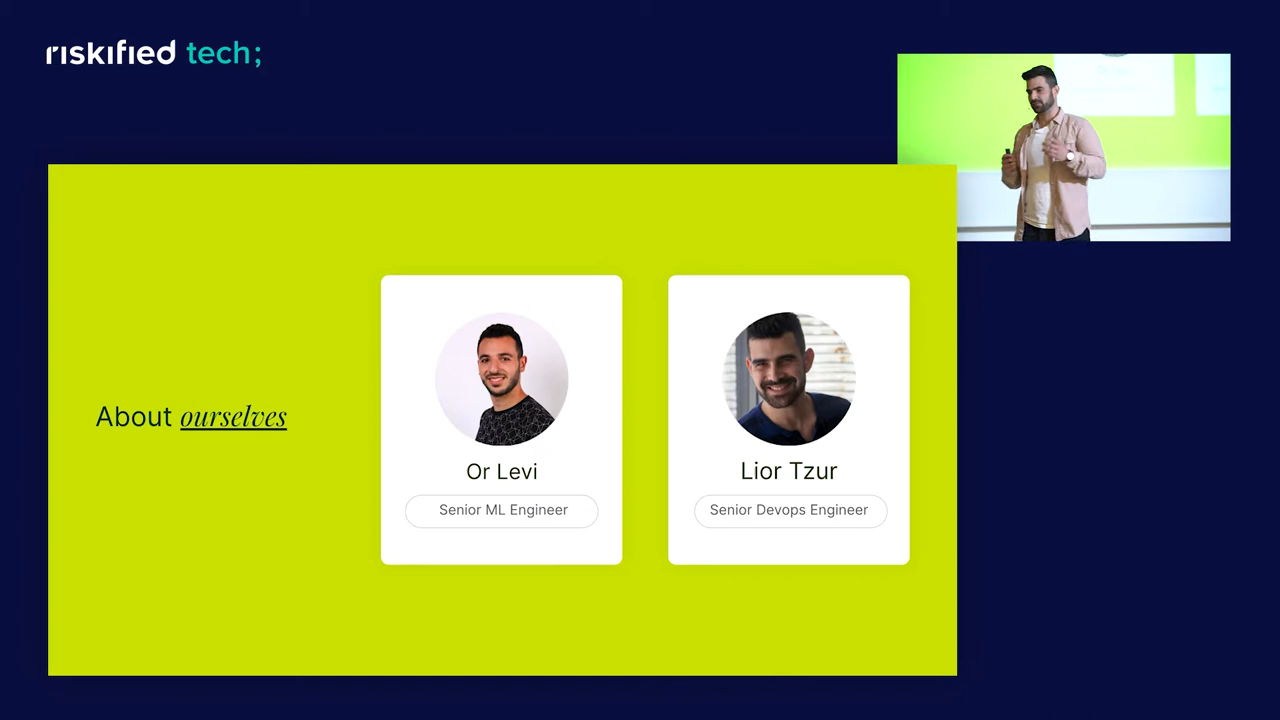 riskified tech;
About ourselves
Or Levi
Senior ML Engineer
Lior Tzur
Senior Devops Engineer